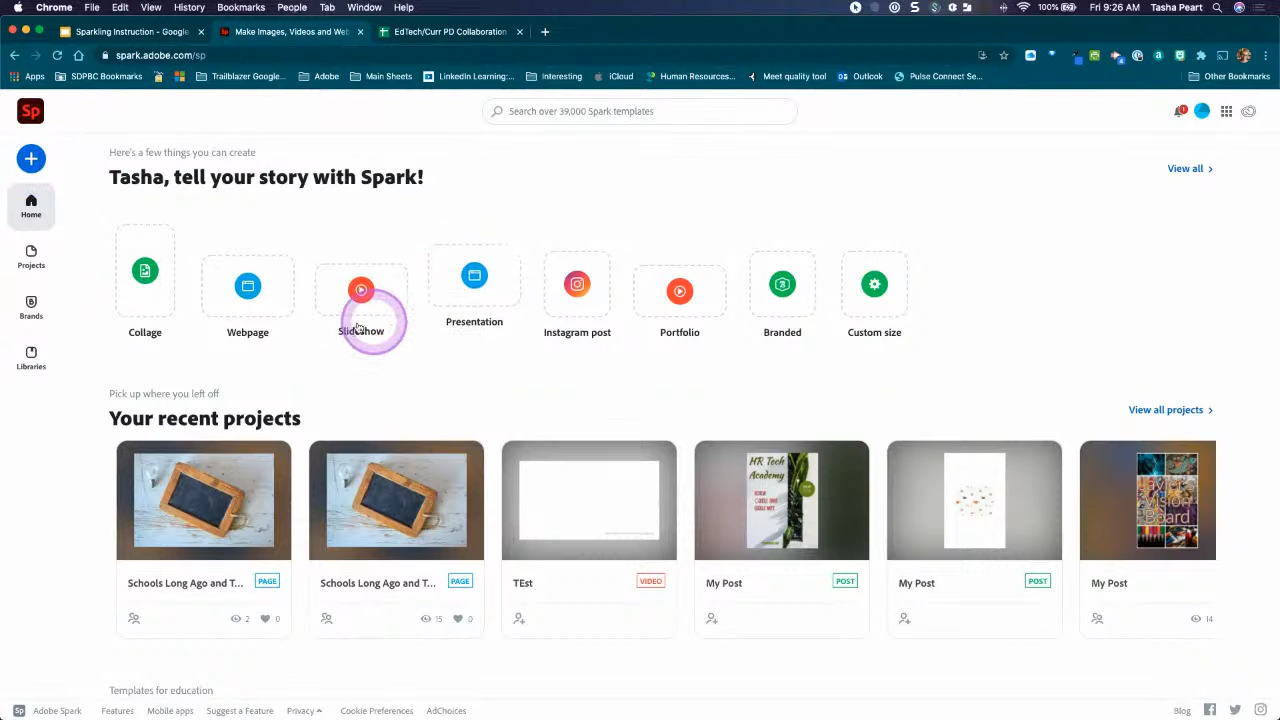 Chrome File Edit View History Bookmarks People Tab Window Help 100% Fri 9:26 AM Tasha Peart
Sparkling Instruction - Google Make Images, Videos and Web EdTech/Curr PD Collaboration
spark.adobe.com/sp
Apps SDPBC Bookmarks Trailblazer Google... Adobe Main Sheets LinkedIn Learning:... Interesting iCloud Human Resources... Meet quality tool Outlook Pulse Connect Se... Other Bookmarks
Sp
Search over 39,000 Spark templates
Here's a few things you can create
Tasha, tell your story with Spark!
View all
Home
Projects
Brands
Libraries
Collage
Webpage
Slideshow
Presentation
Instagram post
Portfolio
Branded
Custom size
Pick up where you left off
Your recent projects
View all projects
HR Tech
Academy
Vision
Board
Schools Long Ago and T... PAGE
Schools Long Ago and T... PAGE
TEst VIDEO
My Post POST
My Post POST
My Post
2 0
15 0
14
Templates for education
Sp Adobe Spark Features Mobile apps Suggest a Feature Privacy Cookie Preferences AdChoices Blog